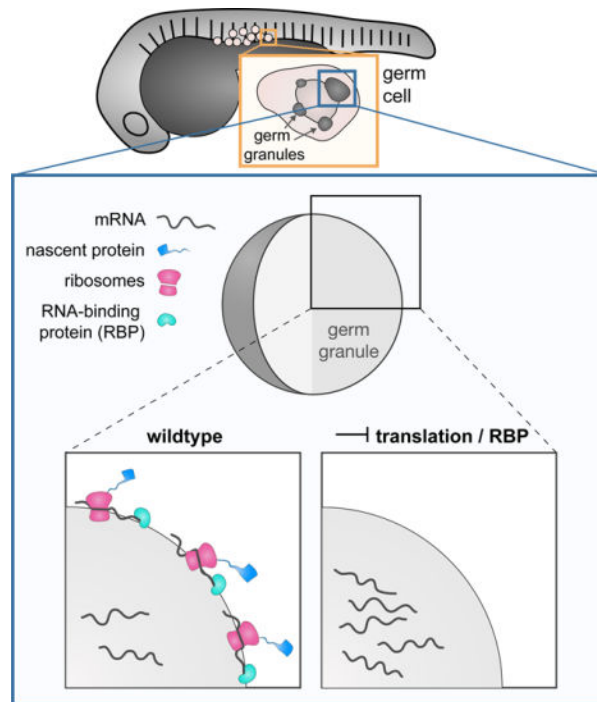 germ
cell
germ
granules
mRNA
nascent protein
ribosomes
RNA-binding
protein (RBP)
germ
granule
wildtype
translation / RBP